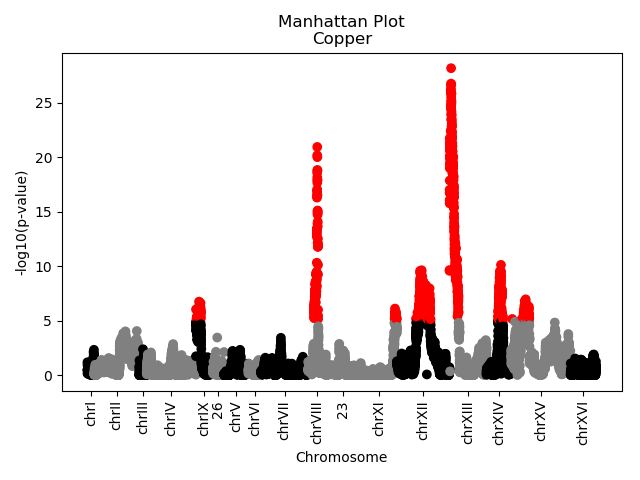 Manhattan Plot
Copper
-log10(p-value)
25
20
15
10
5
0
chrI
chrII
chrIII
chrIV
chrIX
26
chrV
chrVI
chrVII
chrVIII
23
chrXI
chrXII
chrXIII
chrXIV
chrXV
chrXVI
Chromosome